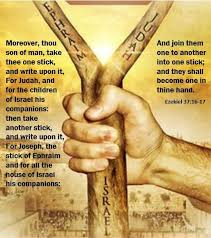 Moreover, thou
son of man, take
thee one stick,
and write upon it,
For Judah, and
for the children
of Israel his
companions:
then take
another stick,
and write upon it,
For Joseph, the
stick of Ephraim
and for all the
house of Israel
his companions:
EPHRAIM
JUDAH
And join them
one to another
into one stick;
and they shall
become one in
thine hand.
Ezekiel 37:16-17
ISRAEL